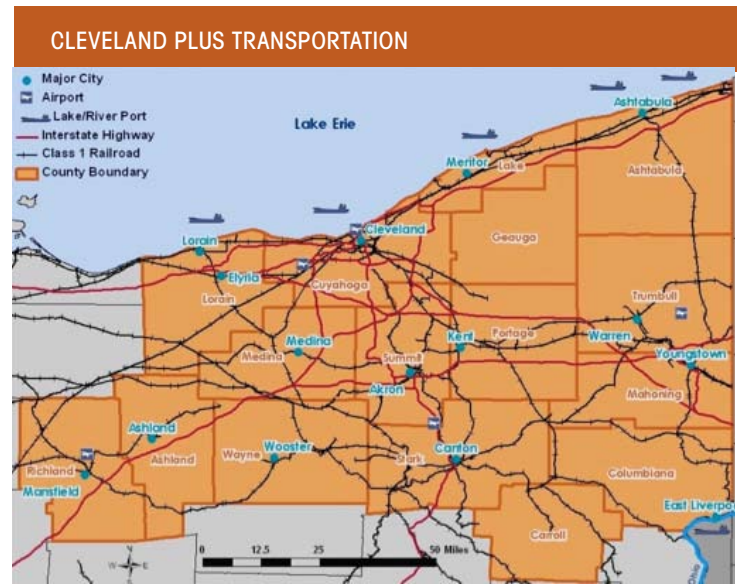 CLEVELAND PLUS TRANSPORTATION
Major City
Airport
Lake/River Port
Interstate Highway
Class 1 Railroad
County Boundary
Lake Erie
Ashtabula
Mentor
Lake
Ashtabula
Cleveland
Lorain
Geauga
Elyria
Cuyahoga
Lorain
Trumbull
Medina
Kent
Portage
Warren
Medina
Summit
Youngstown
Akron
Mahoning
Ashland
Wooster
Canton
Richland
Ashland
Wayne
Stark
Columbiana
Mansfield
East Liverpo
Carroll
N
W E
S
0 12.5 25 50 Miles
Ohio